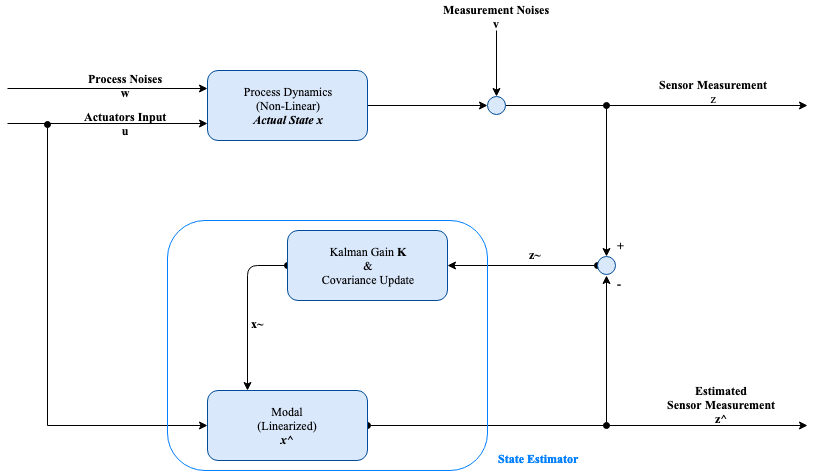 Measurement Noises
v
Process Noises
w
Actuators Input
u
Process Dynamics
(Non-Linear)
Actual State x
Sensor Measurement
z
+
Kalman Gain K
&
Covariance Update
z~
-
x~
Modal
(Linearized)
x^
Estimated
Sensor Measurement
z^
State Estimator